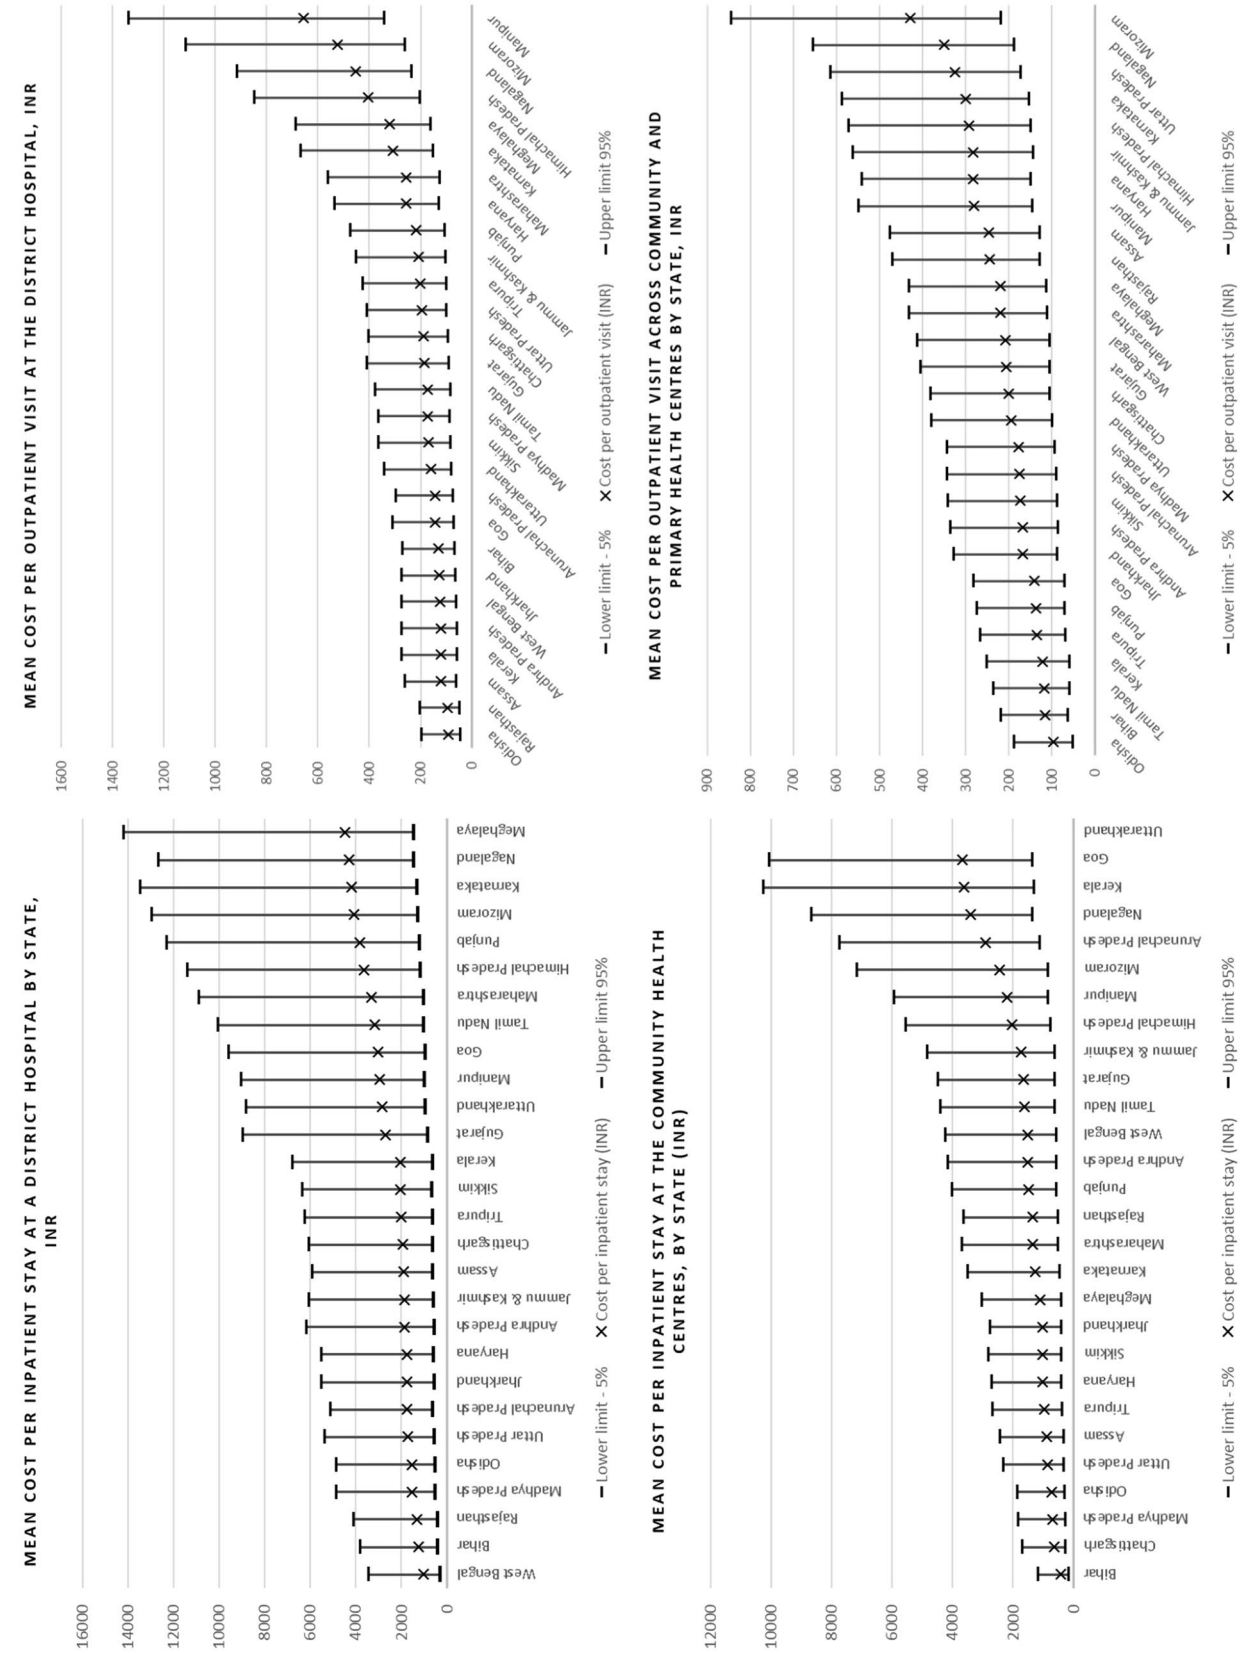 MEAN COST PER INPATIENT STAY AT A DISTRICT HOSPITAL BY STATE,
INR
16000
14000
12000
10000
8000
6000
4000
2000
0
West Bengal
Bihar
Rajasthan
Madhya Pradesh
Odisha
Uttar Pradesh
Arunachal Pradesh
Jharkhand
Haryana
Andhra Pradesh
Jammu & Kashmir
Assam
Chattisgarh
Tripura
Sikkim
Kerala
Gujarat
Uttarakhand
Manipur
Goa
Tamil Nadu
Maharashtra
Himachal Pradesh
Punjab
Mizoram
Karnataka
Nagaland
Meghalaya
Lower limit - 5%
Cost per inpatient stay (INR)
Upper limit 95%
MEAN COST PER OUTPATIENT VISIT AT THE DISTRICT HOSPITAL, INR
1600
1400
1200
1000
800
600
400
200
0
Odisha
Rajasthan
Assam
Kerala
Andhra Pradesh
West Bengal
Jharkhand
Bihar
Goa
Arunachal Pradesh
Uttarakhand
Sikkim
Madhya Pradesh
Tamil Nadu
Gujarat
Chattisgarh
Uttar Pradesh
Tripura
Jammu & Kashmir
Punjab
Haryana
Maharashtra
Karnataka
Meghalaya
Himachal Pradesh
Nagaland
Mizoram
Manipur
Lower limit - 5%
Cost per outpatient visit (INR)
Upper limit 95%
MEAN COST PER INPATIENT STAY AT THE COMMUNITY HEALTH
CENTRES, BY STATE (INR)
12000
10000
8000
6000
4000
2000
0
Bihar
Chattisgarh
Madhya Pradesh
Odisha
Uttar Pradesh
Assam
Tripura
Haryana
Sikkim
Jharkhand
Meghalaya
Karnataka
Maharashtra
Rajasthan
Punjab
Andhra Pradesh
West Bengal
Tamil Nadu
Gujarat
Jammu & Kashmir
Himachal Pradesh
Manipur
Mizoram
Arunachal Pradesh
Nagaland
Kerala
Goa
Uttarakhand
Lower limit - 5%
Cost per inpatient stay (INR)
Upper limit 95%
MEAN COST PER OUTPATIENT VISIT ACROSS COMMUNITY AND
PRIMARY HEALTH CENTRES BY STATE, INR
900
800
700
600
500
400
300
200
100
0
Odisha
Bihar
Tamil Nadu
Kerala
Tripura
Punjab
Goa
Jharkhand
Andhra Pradesh
Sikkim
Arunachal Pradesh
Madhya Pradesh
Uttarakhand
Chattisgarh
Gujarat
West Bengal
Maharashtra
Meghalaya
Rajasthan
Assam
Manipur
Haryana
Jammu & Kashmir
Himachal Pradesh
Karnataka
Uttar Pradesh
Nagaland
Mizoram
Lower limit - 5%
Cost per outpatient visit (INR)
Upper limit 95%